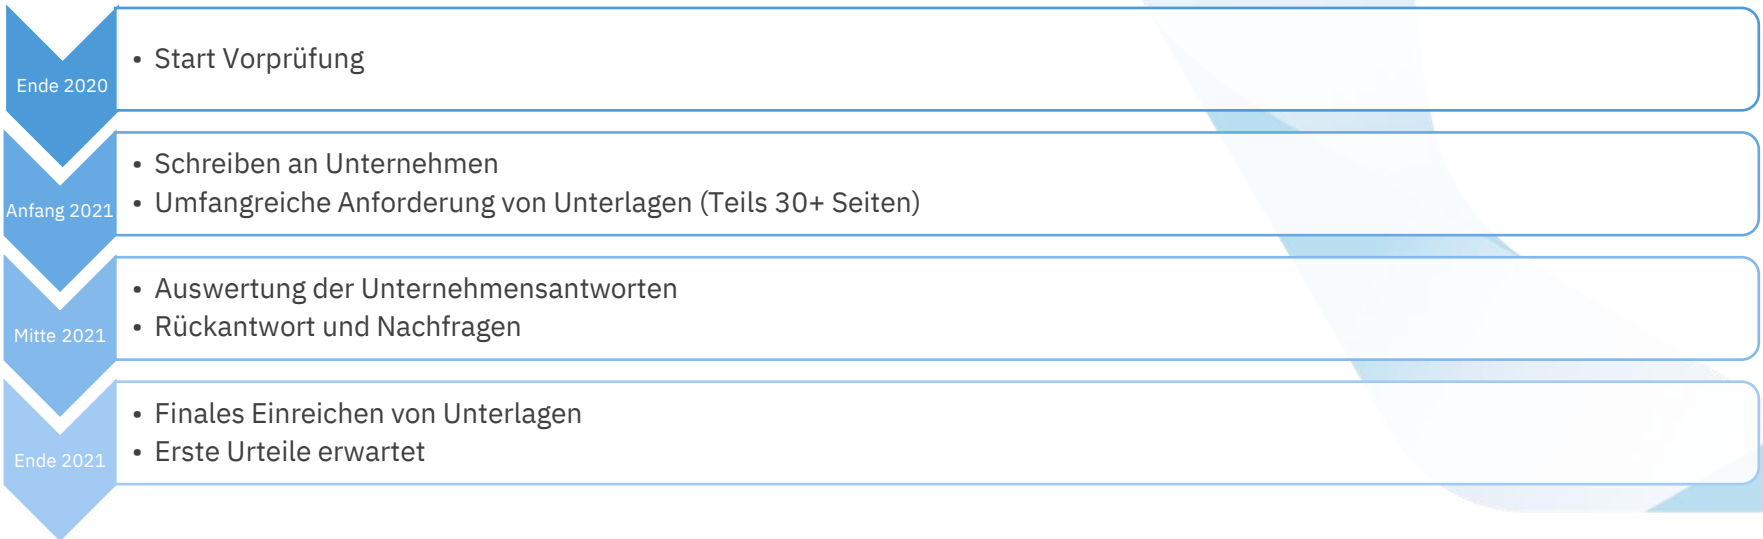 Ende 2020
• Start Vorprüfung
Anfang 2021
• Schreiben an Unternehmen
• Umfangreiche Anforderung von Unterlagen (Teils 30+ Seiten)
Mitte 2021
• Auswertung der Unternehmensantworten
• Rückantwort und Nachfragen
Ende 2021
• Finales Einreichen von Unterlagen
• Erste Urteile erwartet